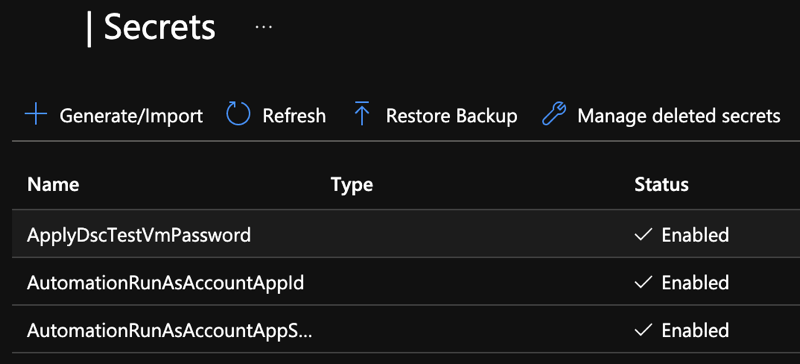 | Secrets ...
Generate/Import Refresh Restore Backup Manage deleted secrets
Name Type Status
ApplyDscTestVmPassword Enabled
AutomationRunAsAccountAppId Enabled
AutomationRunAsAccountAppS... Enabled